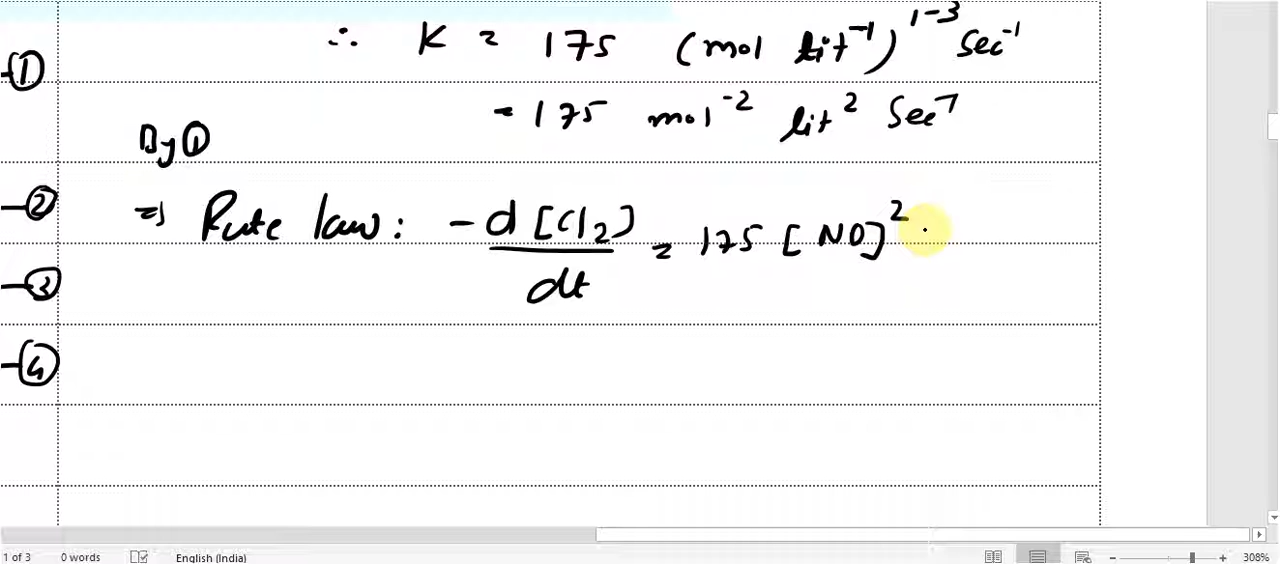 ∴ K = 175 (mol lit⁻¹)¹⁻³ Sec⁻¹
-①
= 175 mol⁻² lit² Sec⁻¹
By ①
-②
⇒ Rate law: -d[Cl₂]/dt = 175 [NO]²
-③
-④
1 of 3 0 words English (India) 308%